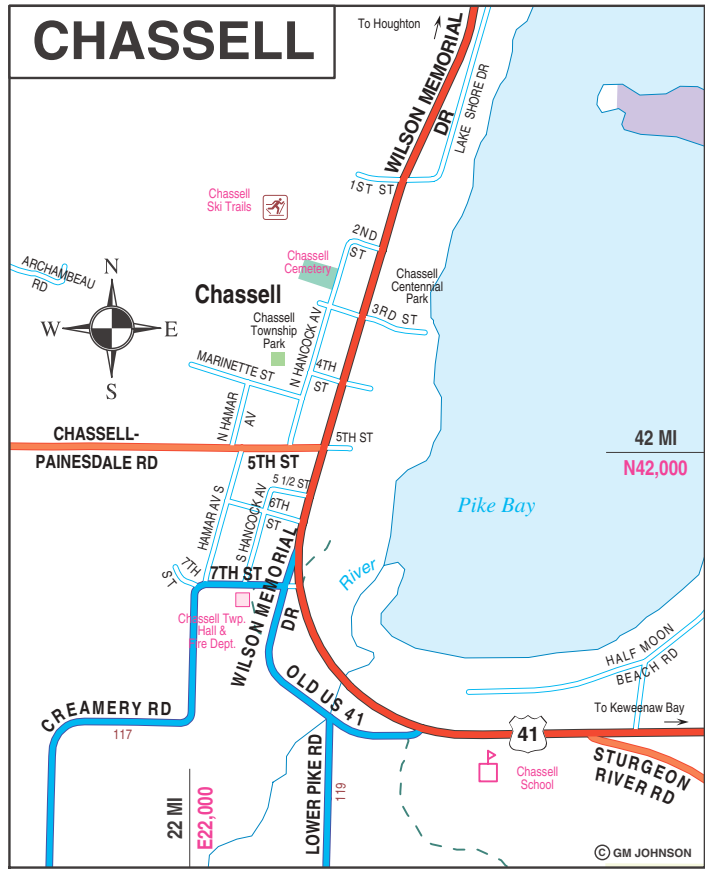 CHASSELL
To Houghton
WILSON MEMORIAL
DR
LAKE SHORE DR
1ST ST
Chassell
Ski Trails
2ND
ST
Chassell
Cemetery
ARCHAMBEAU
RD
N
W
E
S
Chassell
Chassell
Centennial
Park
3RD ST
Chassell
Township
Park
N HANCOCK AV
MARINETTE ST
4TH
ST
N HAMAR
AV
CHASSELL-
PAINESDALE RD
5TH ST
5TH ST
42 MI
N42,000
5 1/2 ST
6TH
ST
HAMAR AV S
S HANCOCK AV
Pike Bay
7TH
ST
7TH ST
WILSON MEMORIAL
DR
River
Chassell Twp.
Hall &
Fire Dept.
HALF MOON
BEACH RD
OLD US 41
CREAMERY RD
117
To Keweenaw Bay
41
STURGEON
RIVER RD
Chassell
School
LOWER PIKE RD
119
22 MI
E22,000
© GM JOHNSON